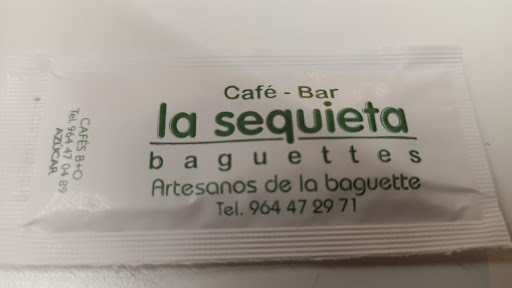 Café - Bar
la sequieta
baguettes
Artesanos de la baguette
Tel. 964 47 29 71
CAFÉS B+O
Tel. 964 47 04 89
AZÚCAR